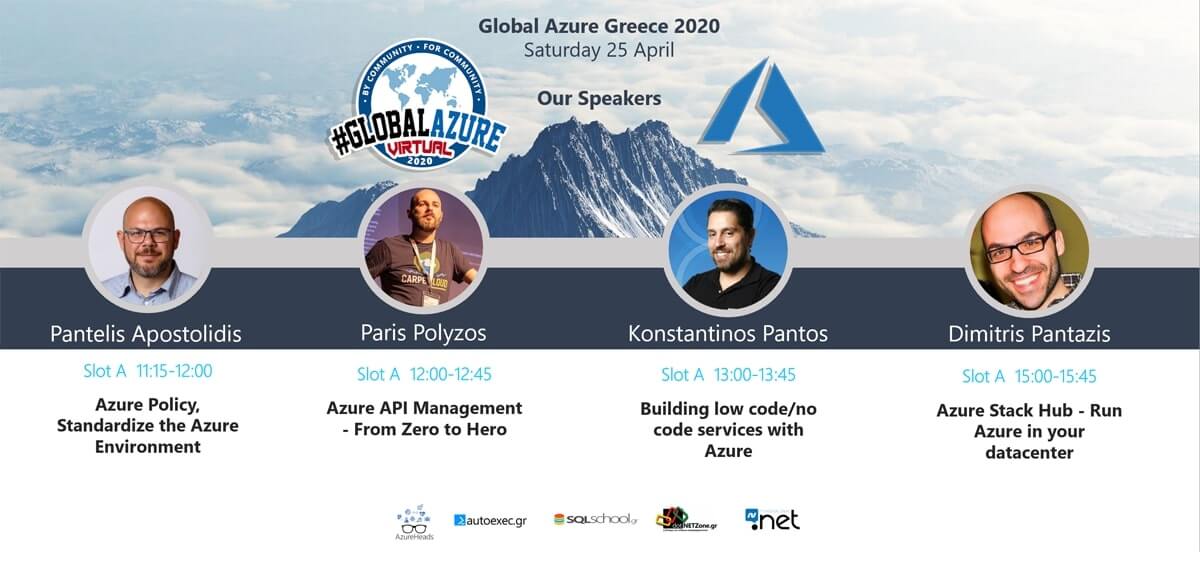 Global Azure Greece 2020
Saturday 25 April
BY COMMUNITY • FOR COMMUNITY
#GLOBALAZURE
VIRTUAL
2020
Our Speakers
CARPE CLOUD
Pantelis Apostolidis
Paris Polyzos
Konstantinos Pantos
Dimitris Pantazis
Slot A 11:15-12:00
Slot A 12:00-12:45
Slot A 13:00-13:45
Slot A 15:00-15:45
Azure Policy,
Standardize the Azure
Environment
Azure API Management
- From Zero to Hero
Building low code/no
code services with
Azure
Azure Stack Hub - Run
Azure in your
datacenter
AzureHeads
autoexec.gr
SQLschool.gr
dotNETZone.gr
.net